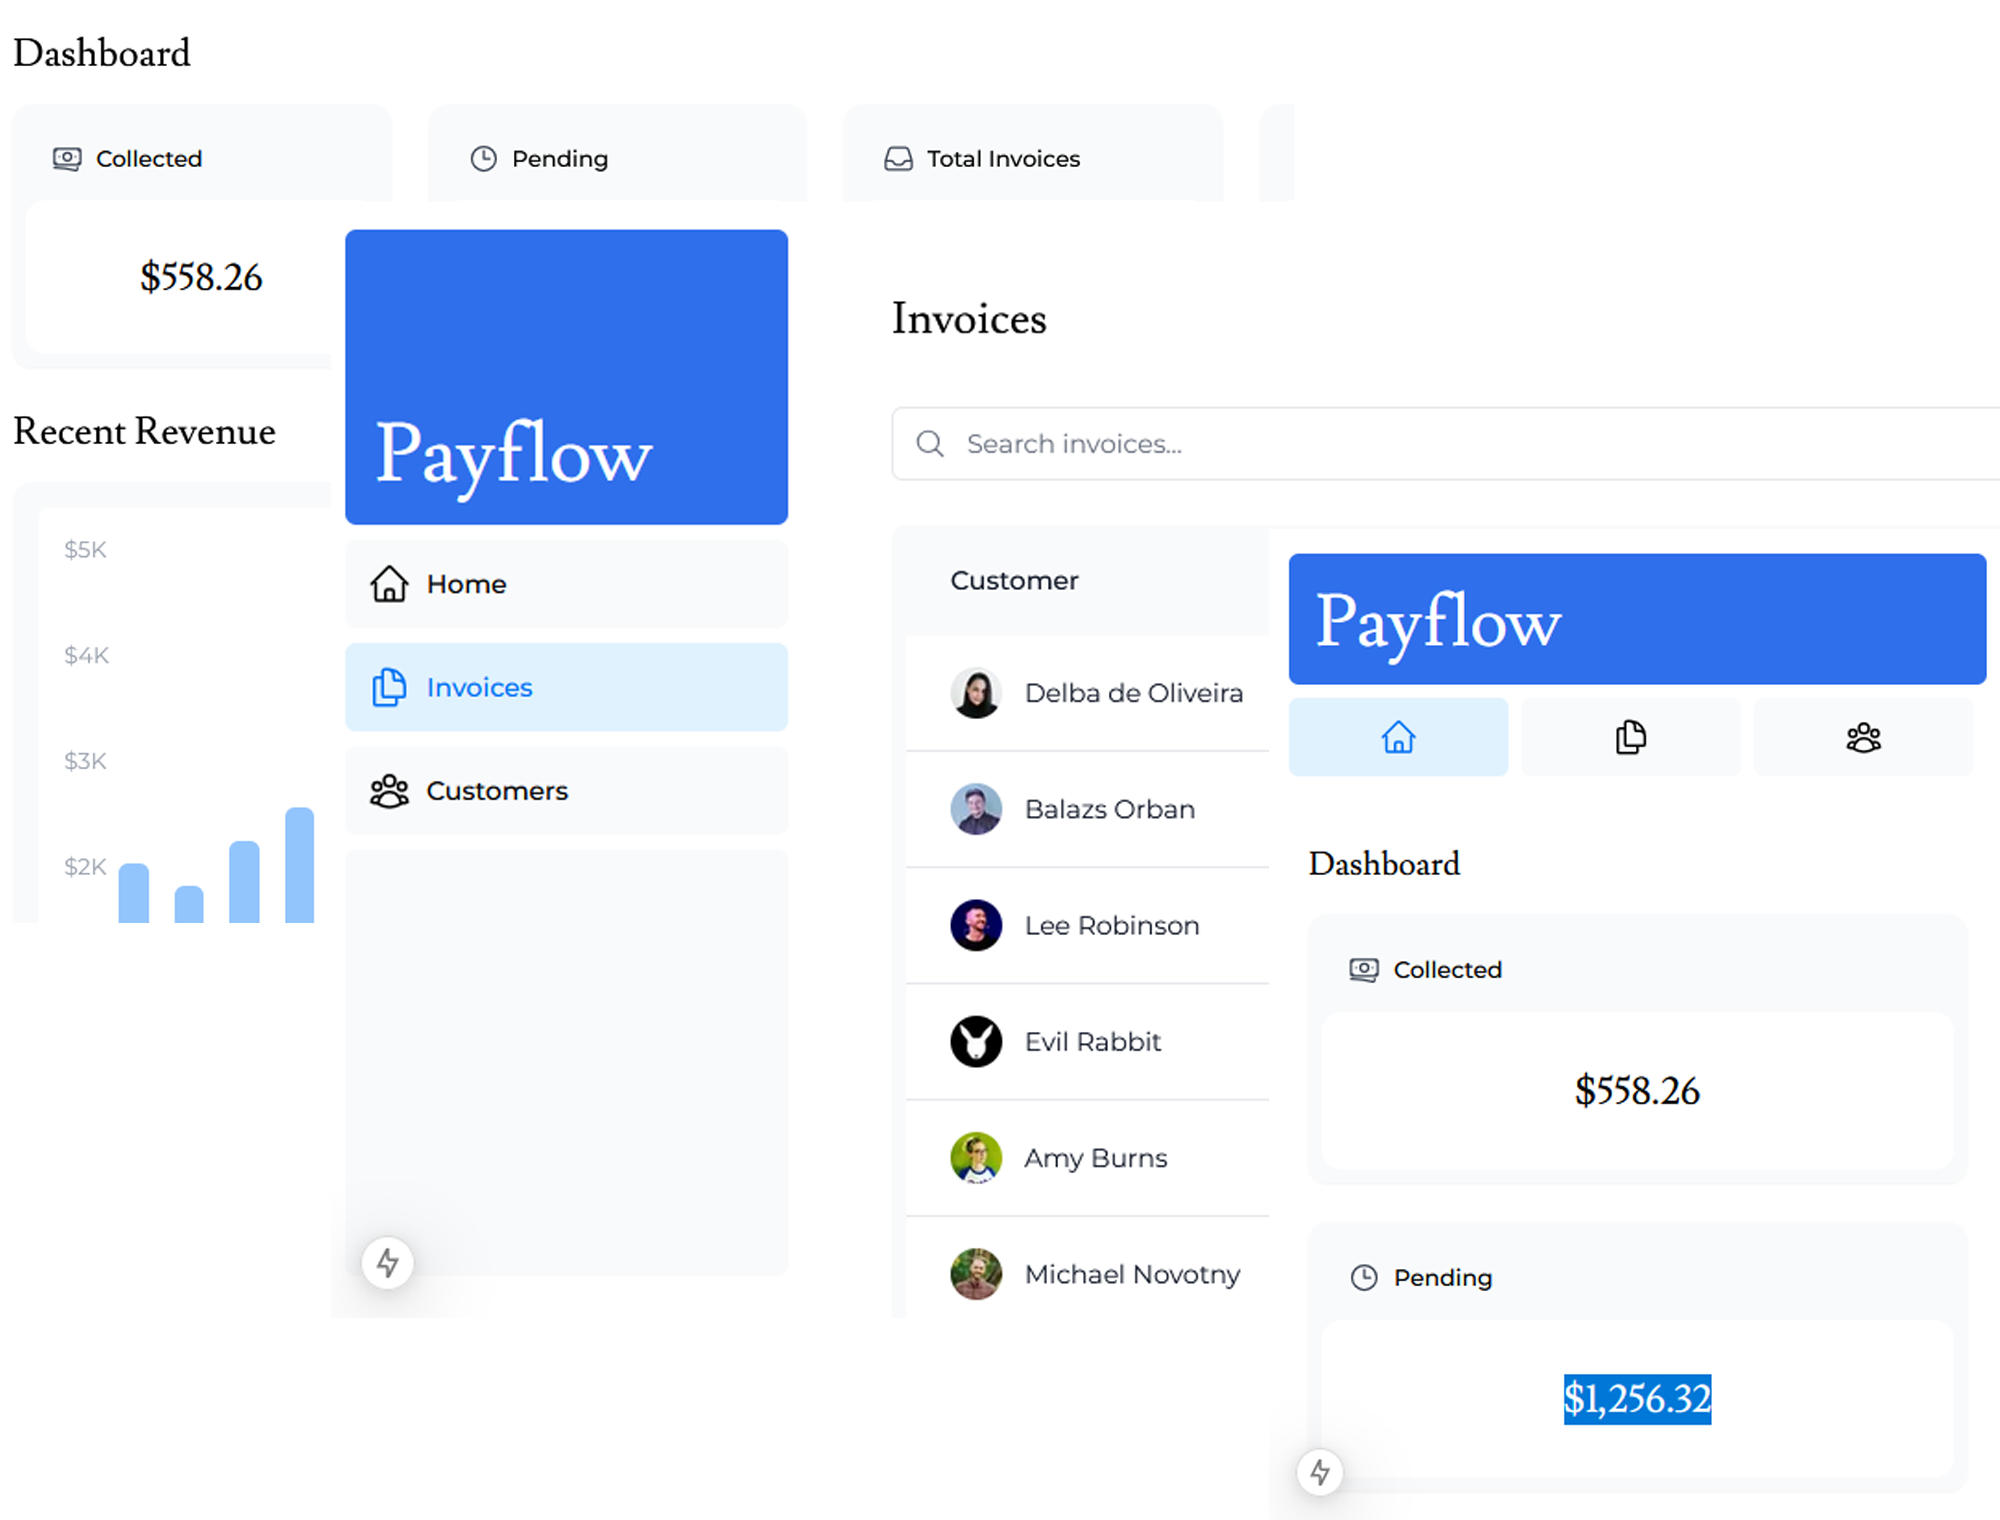 Dashboard
Collected
Pending
Total Invoices
$558.26
Recent Revenue
$5K
$4K
$3K
$2K
Payflow
Home
Invoices
Customers
Invoices
Search invoices...
Customer
Delba de Oliveira
Balazs Orban
Lee Robinson
Evil Rabbit
Amy Burns
Michael Novotny
Payflow
Dashboard
Collected
$558.26
Pending
$1,256.32